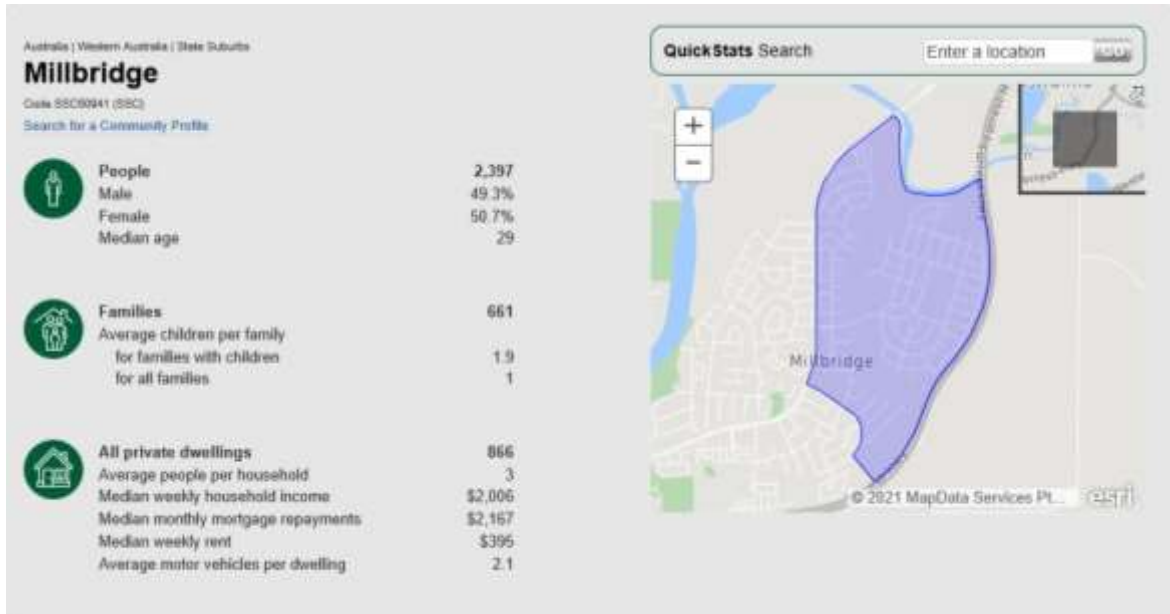 Australia | Western Australia | State Suburbs
Millbridge
Code SSC50941 (SSC)
Search for a Community Profile
People 2,397
Male 49.3%
Female 50.7%
Median age 29
Families 661
Average children per family
for families with children 1.9
for all families 1
All private dwellings 866
Average people per household 3
Median weekly household income $2,006
Median monthly mortgage repayments $2,167
Median weekly rent $395
Average motor vehicles per dwelling 2.1
QuickStats Search Enter a location GO
+
−
Millbridge
© 2021 MapData Services Pt... esri